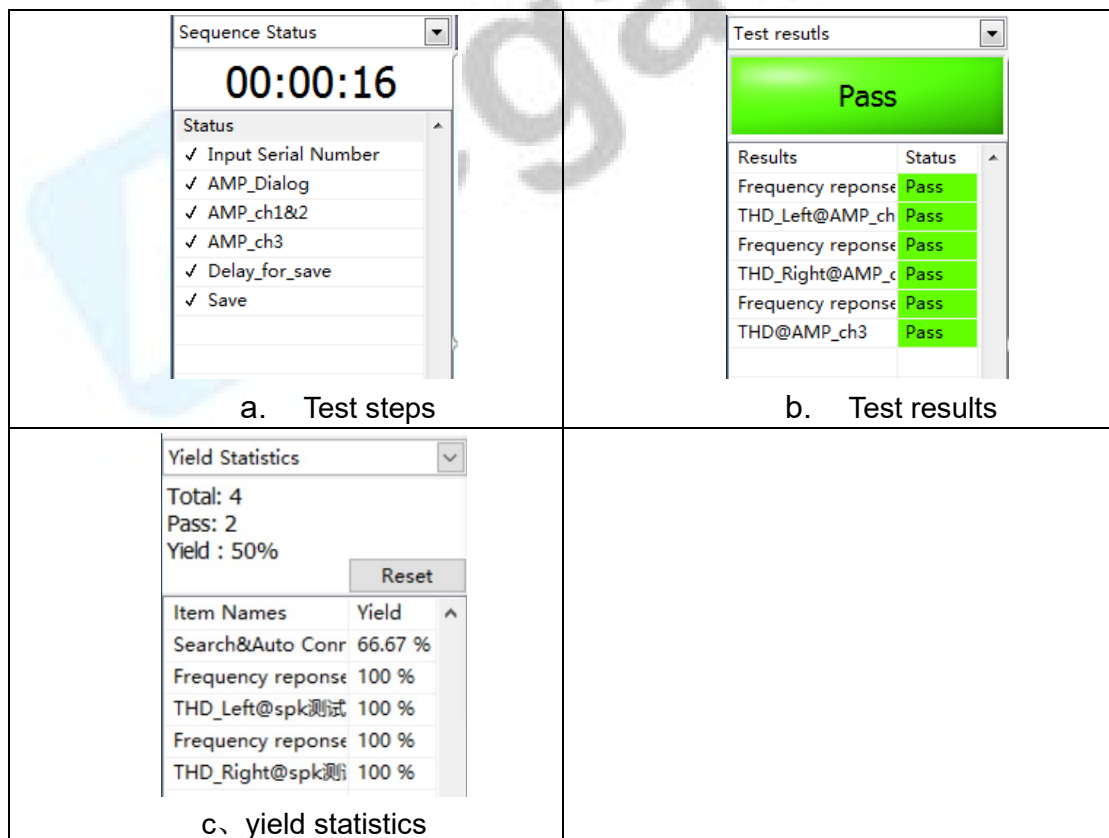 Sequence Status
00:00:16
Status
✓ Input Serial Number
✓ AMP_Dialog
✓ AMP_ch1&2
✓ AMP_ch3
✓ Delay_for_save
✓ Save
a. Test steps
Test resutls
Pass
Results Status
Frequency reponse Pass
THD_Left@AMP_ch Pass
Frequency reponse Pass
THD_Right@AMP_c Pass
Frequency reponse Pass
THD@AMP_ch3 Pass
b. Test results
Yield Statistics
Total: 4
Pass: 2
Yield : 50%
Reset
Item Names Yield
Search&Auto Conr 66.67 %
Frequency reponse 100 %
THD_Left@spk测试 100 %
Frequency reponse 100 %
THD_Right@spk测 100 %
c、yield statistics